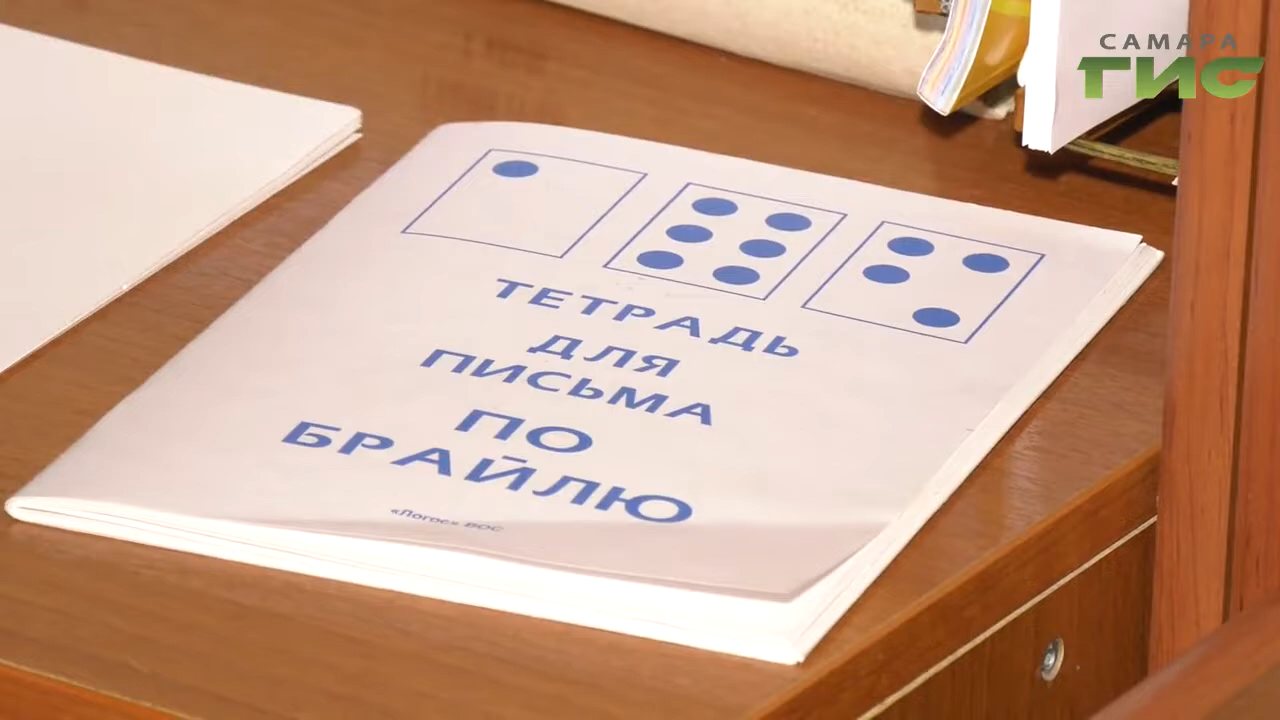 САМАРА
ГИС
ТЕТРАДЬ
ДЛЯ
ПИСЬМА
ПО
БРАЙЛЮ
«Логос» ВОС